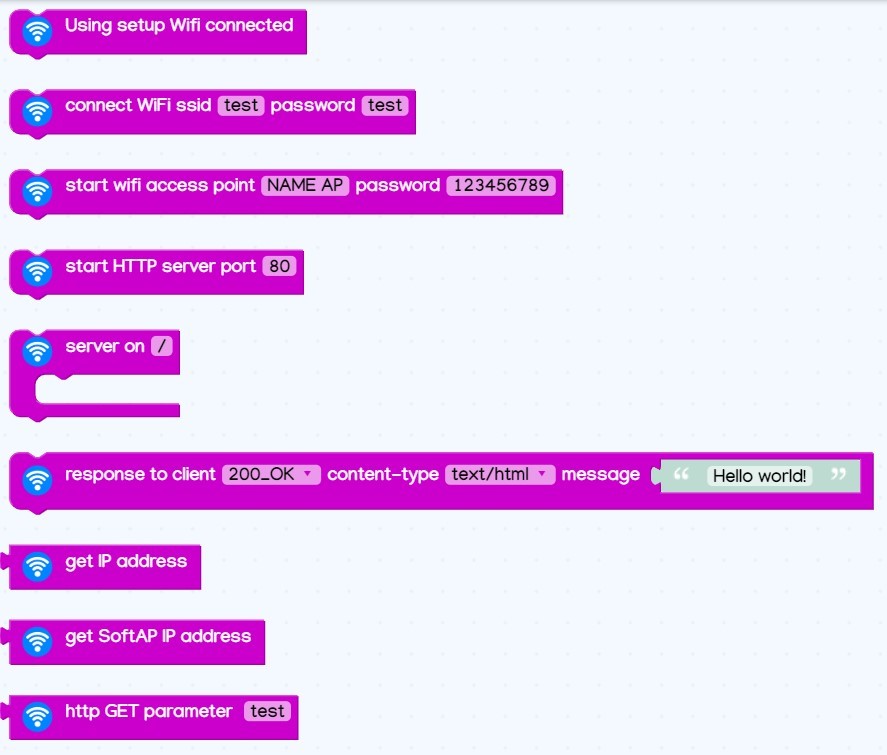 Using setup Wifi connected
connect WiFi ssid test password test
start wifi access point NAME AP password 123456789
start HTTP server port 80
server on /
response to client 200_OK content-type text/html message “ Hello world! ”
get IP address
get SoftAP IP address
http GET parameter test